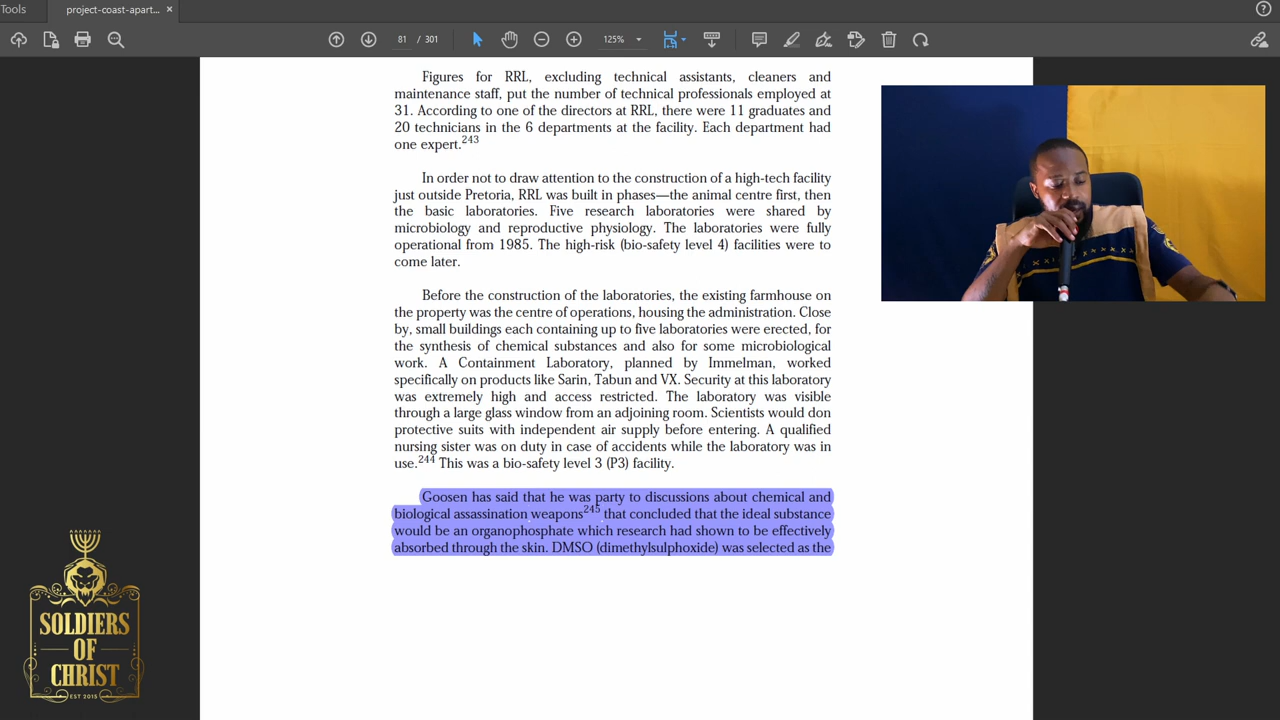 Tools
project-coast-apart... ×
81 / 301
125%
Figures for RRL, excluding technical assistants, cleaners and
maintenance staff, put the number of technical professionals employed at
31. According to one of the directors at RRL, there were 11 graduates and
20 technicians in the 6 departments at the facility. Each department had
one expert.243
In order not to draw attention to the construction of a high-tech facility
just outside Pretoria, RRL was built in phases—the animal centre first, then
the basic laboratories. Five research laboratories were shared by
microbiology and reproductive physiology. The laboratories were fully
operational from 1985. The high-risk (bio-safety level 4) facilities were to
come later.
Before the construction of the laboratories, the existing farmhouse on
the property was the centre of operations, housing the administration. Close
by, small buildings each containing up to five laboratories were erected, for
the synthesis of chemical substances and also for some microbiological
work. A Containment Laboratory, planned by Immelman, worked
specifically on products like Sarin, Tabun and VX. Security at this laboratory
was extremely high and access restricted. The laboratory was visible
through a large glass window from an adjoining room. Scientists would don
protective suits with independent air supply before entering. A qualified
nursing sister was on duty in case of accidents while the laboratory was in
use.244 This was a bio-safety level 3 (P3) facility.
Goosen has said that he was party to discussions about chemical and
biological assassination weapons245 that concluded that the ideal substance
would be an organophosphate which research had shown to be effectively
absorbed through the skin. DMSO (dimethylsulphoxide) was selected as the
SOLDIERS
OF
CHRIST
EST 2015